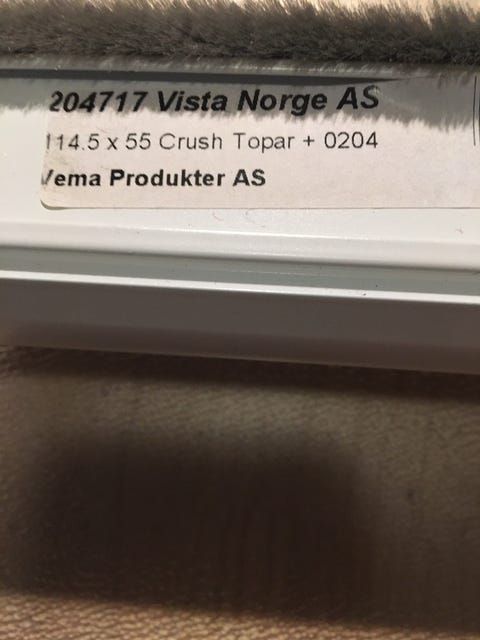 204717 Vista Norge AS
114.5 x 55 Crush Topar + 0204
Vema Produkter AS